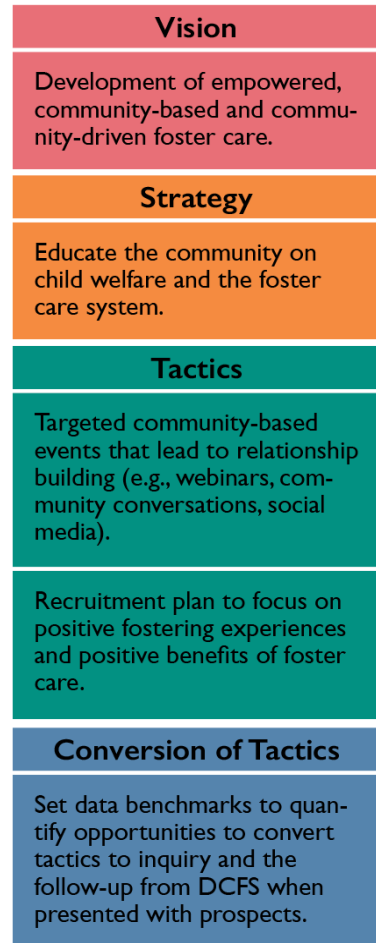 Vision
Development of empowered,
community-based and commu-
nity-driven foster care.
Strategy
Educate the community on
child welfare and the foster
care system.
Tactics
Targeted community-based
events that lead to relationship
building (e.g., webinars, com-
munity conversations, social
media).
Recruitment plan to focus on
positive fostering experiences
and positive benefits of foster
care.
Conversion of Tactics
Set data benchmarks to quan-
tify opportunities to convert
tactics to inquiry and the
follow-up from DCFS when
presented with prospects.